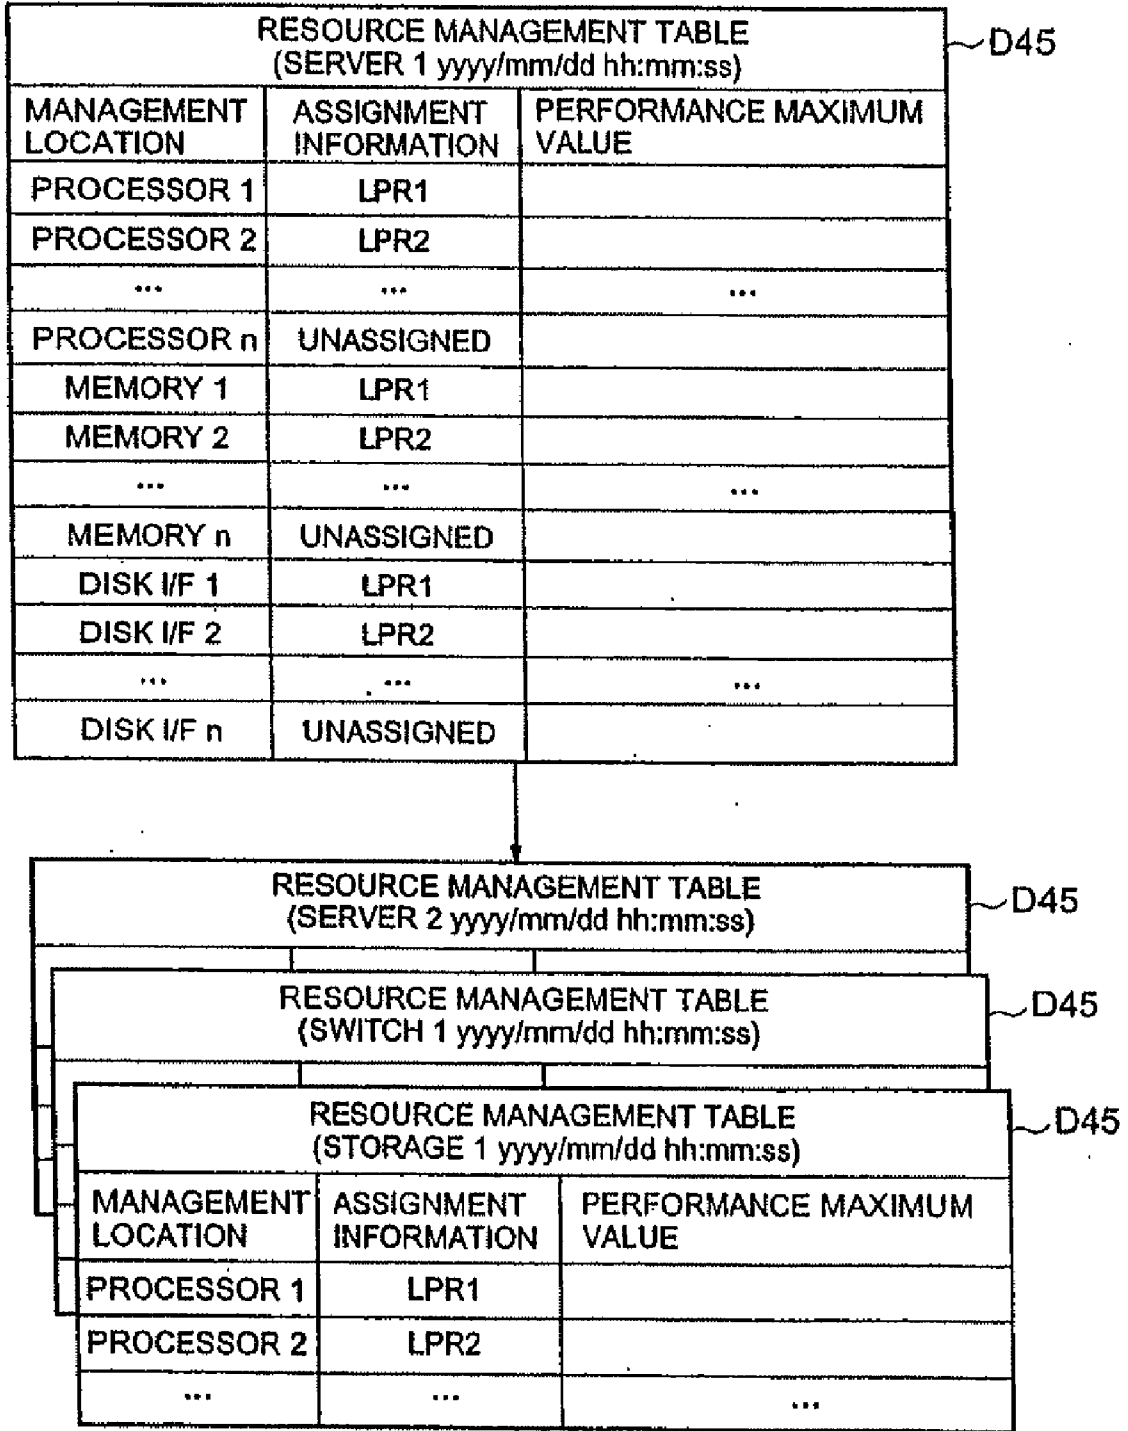 RESOURCE MANAGEMENT TABLE
(SERVER 1 yyyy/mm/dd hh:mm:ss)
D45
MANAGEMENT LOCATION
ASSIGNMENT INFORMATION
PERFORMANCE MAXIMUM VALUE
PROCESSOR 1 LPR1
PROCESSOR 2 LPR2
... ... ...
PROCESSOR n UNASSIGNED
MEMORY 1 LPR1
MEMORY 2 LPR2
... ... ...
MEMORY n UNASSIGNED
DISK I/F 1 LPR1
DISK I/F 2 LPR2
... ... ...
DISK I/F n UNASSIGNED
RESOURCE MANAGEMENT TABLE
(SERVER 2 yyyy/mm/dd hh:mm:ss)
D45
RESOURCE MANAGEMENT TABLE
(SWITCH 1 yyyy/mm/dd hh:mm:ss)
D45
RESOURCE MANAGEMENT TABLE
(STORAGE 1 yyyy/mm/dd hh:mm:ss)
D45
MANAGEMENT LOCATION
ASSIGNMENT INFORMATION
PERFORMANCE MAXIMUM VALUE
PROCESSOR 1 LPR1
PROCESSOR 2 LPR2
... ... ...